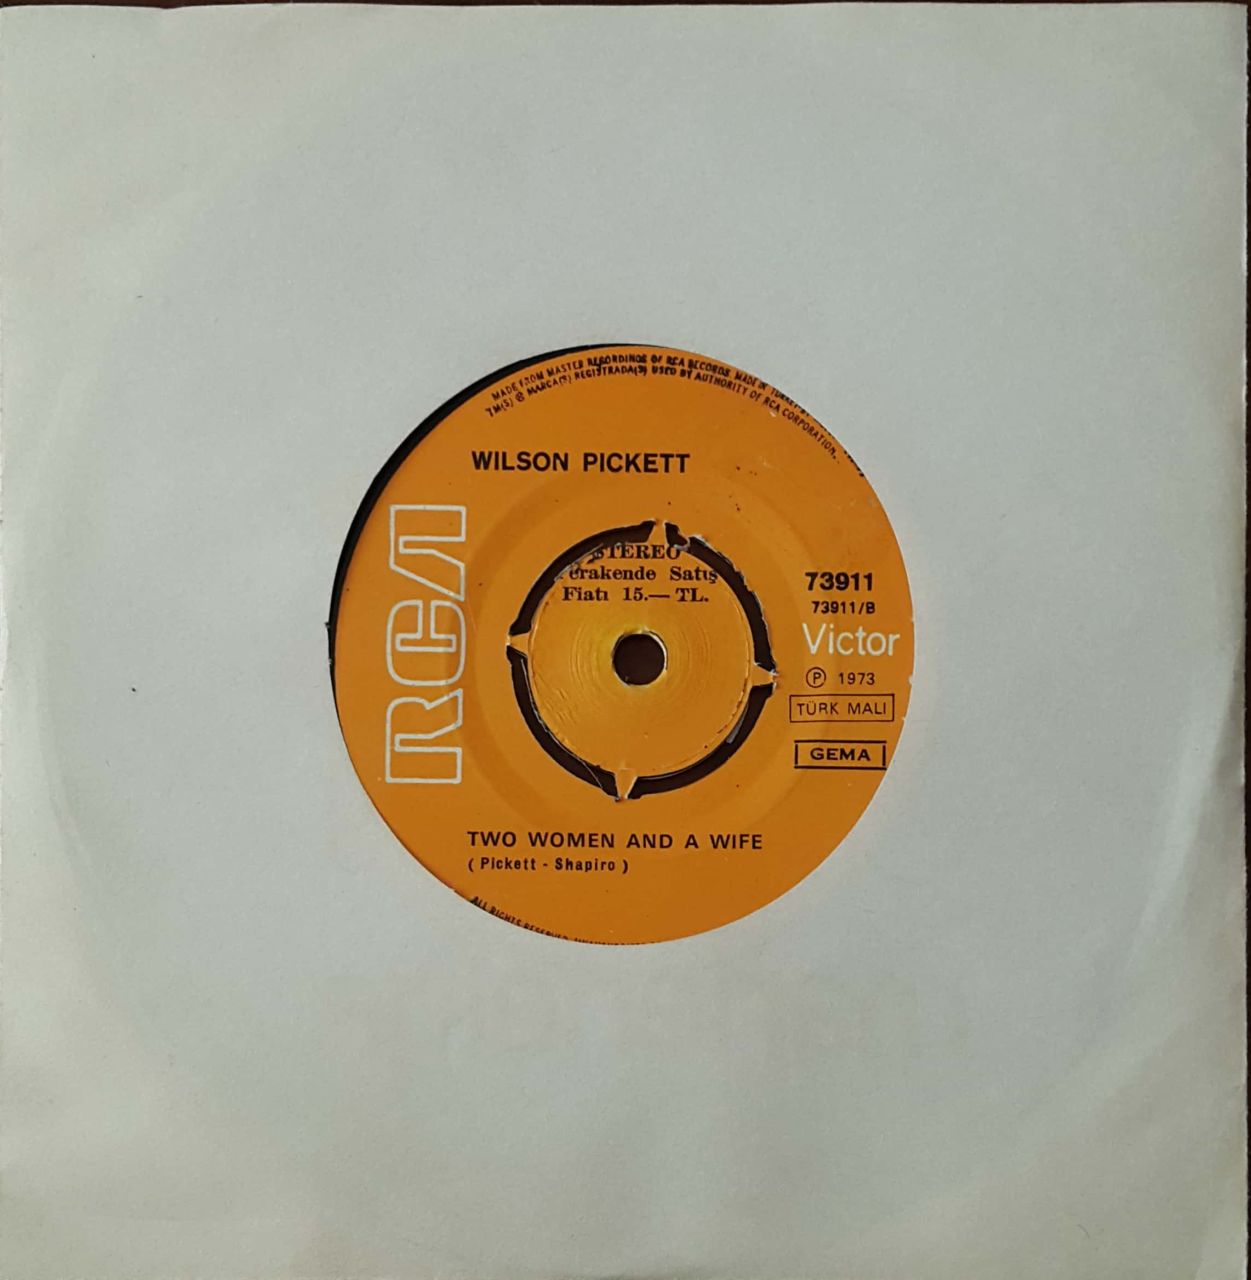 MADE FROM MASTER RECORDINGS OF RCA RECORDS. MADE IN TURKEY
TM(S) ® MARCA(S) REGISTRADA(S) USED BY AUTHORITY OF RCA CORPORATION.
WILSON PICKETT
RCA
STEREO
erakende Satış
Fiatı 15.— TL.
73911
73911/B
Victor
Ⓟ 1973
TÜRK MALI
GEMA
TWO WOMEN AND A WIFE
( Pickett - Shapiro )
ALL RIGHTS RESERVED